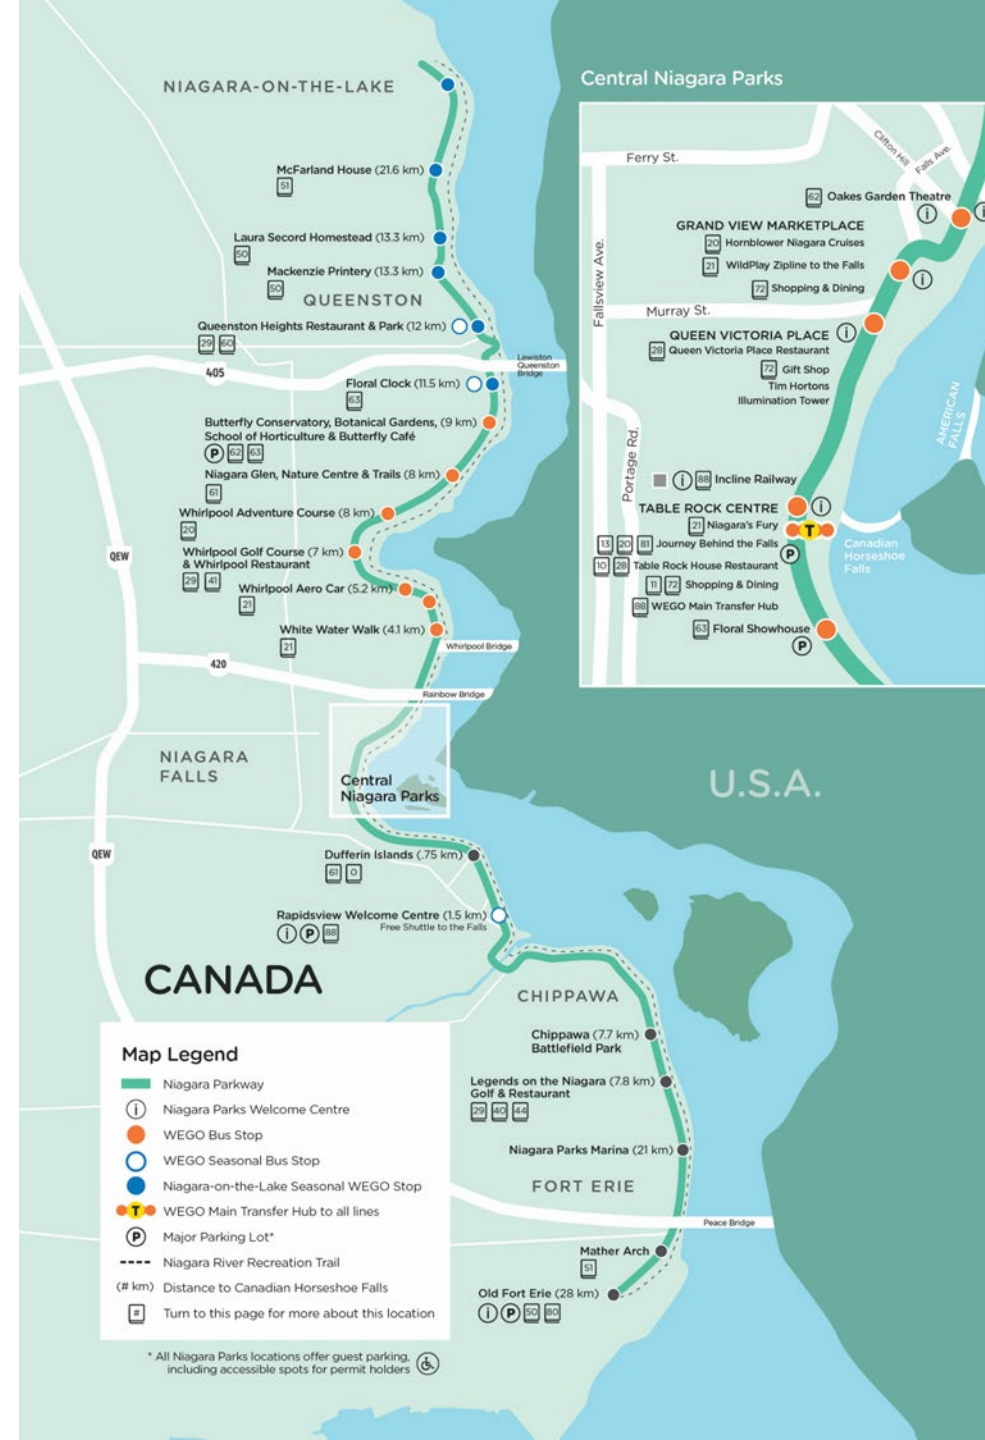 NIAGARA-ON-THE-LAKE
McFarland House (21.6 km)
51
Laura Secord Homestead (13.3 km)
50
Mackenzie Printery (13.3 km)
50
QUEENSTON
Queenston Heights Restaurant & Park (12 km)
29 60
Lewiston
Queenston
Bridge
405
Floral Clock (11.5 km)
63
Butterfly Conservatory, Botanical Gardens, (9 km)
School of Horticulture & Butterfly Café
P 62 63
Niagara Glen, Nature Centre & Trails (8 km)
61
Whirlpool Adventure Course (8 km)
20
QEW
Whirlpool Golf Course (7 km)
& Whirlpool Restaurant
29 41
Whirlpool Aero Car (5.2 km)
21
White Water Walk (4.1 km)
21
Whirlpool Bridge
420
Rainbow Bridge
NIAGARA
FALLS
Central
Niagara Parks
QEW
Dufferin Islands (.75 km)
61 0
Rapidsview Welcome Centre (1.5 km)
Free Shuttle to the Falls
i P 88
CANADA
U.S.A.
CHIPPAWA
Chippawa (7.7 km)
Battlefield Park
Legends on the Niagara (7.8 km)
Golf & Restaurant
29 40 44
Niagara Parks Marina (21 km)
FORT ERIE
Peace Bridge
Mather Arch
51
Old Fort Erie (28 km)
i P 50 80
Central Niagara Parks
Clifton Hill
Falls Ave.
Ferry St.
Fallsview Ave.
62 Oakes Garden Theatre
i
i
GRAND VIEW MARKETPLACE
20 Hornblower Niagara Cruises
21 WildPlay Zipline to the Falls
i
72 Shopping & Dining
Murray St.
QUEEN VICTORIA PLACE i
28 Queen Victoria Place Restaurant
72 Gift Shop
Tim Hortons
Illumination Tower
AMERICAN
FALLS
Portage Rd.
i 88 Incline Railway
TABLE ROCK CENTRE i
21 Niagara's Fury
T
13 20 81 Journey Behind the Falls
P
10 28 Table Rock House Restaurant
11 72 Shopping & Dining
88 WEGO Main Transfer Hub
63 Floral Showhouse
P
Canadian
Horseshoe
Falls
Map Legend
Niagara Parkway
i Niagara Parks Welcome Centre
WEGO Bus Stop
WEGO Seasonal Bus Stop
Niagara-on-the-Lake Seasonal WEGO Stop
T WEGO Main Transfer Hub to all lines
P Major Parking Lot*
Niagara River Recreation Trail
(# km) Distance to Canadian Horseshoe Falls
# Turn to this page for more about this location
* All Niagara Parks locations offer guest parking,
including accessible spots for permit holders